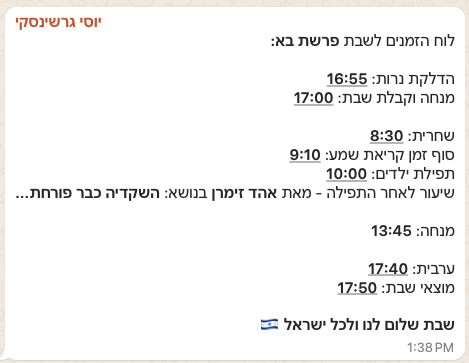 יוסי גרשינסקי
לוח הזמנים לשבת פרשת בא:
הדלקת נרות: 16:55
מנחה וקבלת שבת: 17:00
שחרית: 8:30
סוף זמן קריאת שמע: 9:10
תפילת ילדים: 10:00
שיעור לאחר התפילה - מאת אהד זימרן בנושא: השקדיה כבר פורחת...
מנחה: 13:45
ערבית: 17:40
מוצאי שבת: 17:50
שבת שלום לנו ולכל ישראל 🇮🇱
1:38 PM